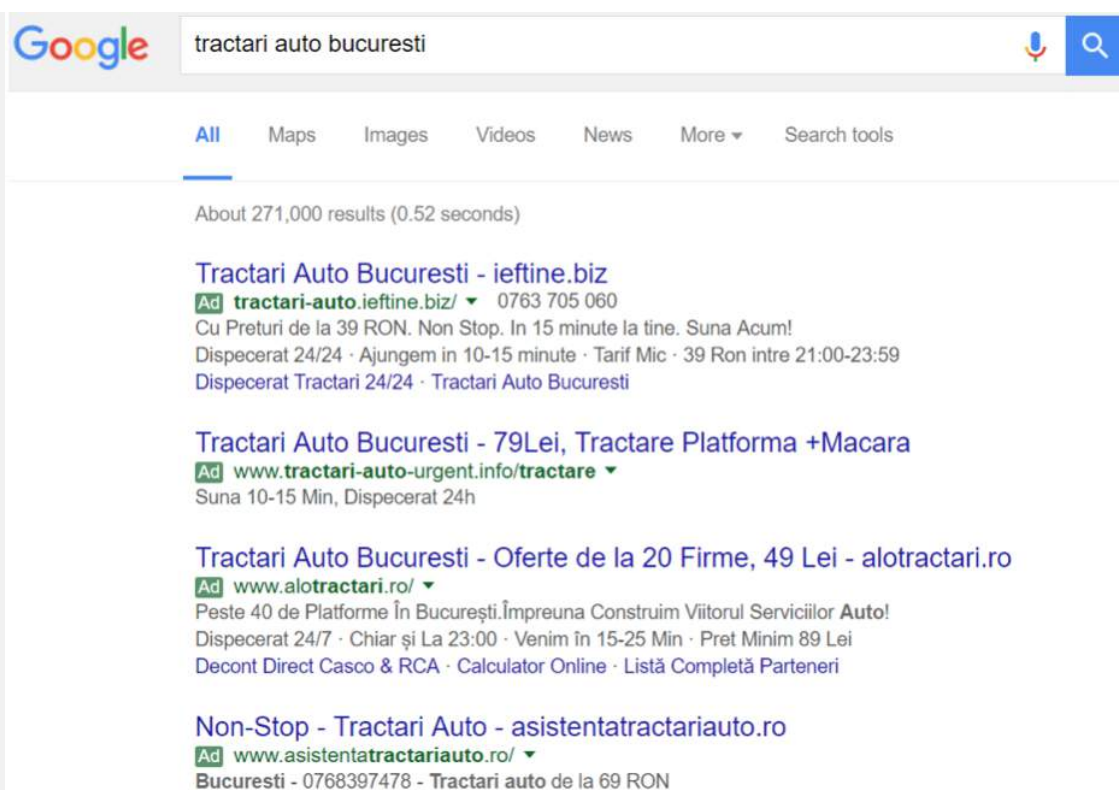 Google
tractari auto bucuresti
All Maps Images Videos News More Search tools
About 271,000 results (0.52 seconds)
Tractari Auto Bucuresti - ieftine.biz
Ad tractari-auto.ieftine.biz/ 0763 705 060
Cu Preturi de la 39 RON. Non Stop. In 15 minute la tine. Suna Acum!
Dispecerat 24/24 · Ajungem in 10-15 minute · Tarif Mic · 39 Ron intre 21:00-23:59
Dispecerat Tractari 24/24 · Tractari Auto Bucuresti
Tractari Auto Bucuresti - 79Lei, Tractare Platforma +Macara
Ad www.tractari-auto-urgent.info/tractare
Suna 10-15 Min, Dispecerat 24h
Tractari Auto Bucuresti - Oferte de la 20 Firme, 49 Lei - alotractari.ro
Ad www.alotractari.ro/
Peste 40 de Platforme În București.Împreuna Construim Viitorul Serviciilor Auto!
Dispecerat 24/7 · Chiar și La 23:00 · Venim în 15-25 Min · Pret Minim 89 Lei
Decont Direct Casco & RCA · Calculator Online · Listă Completă Parteneri
Non-Stop - Tractari Auto - asistentatractariauto.ro
Ad www.asistentatractariauto.ro/
Bucuresti - 0768397478 - Tractari auto de la 69 RON